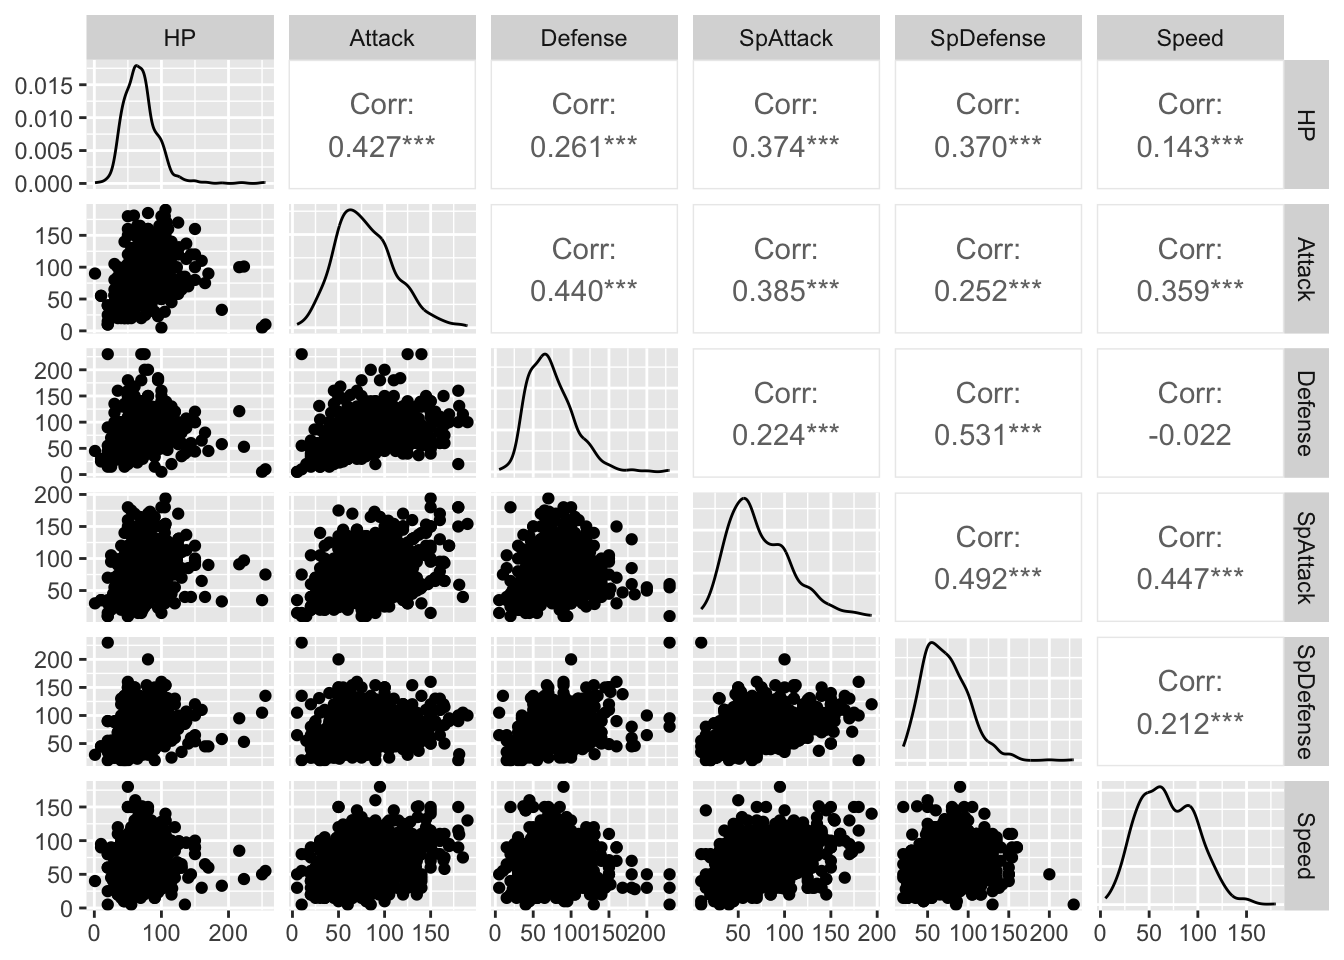 HP Attack Defense SpAttack SpDefense Speed
0.015
0.010
0.005
0.000
Corr:
0.427***
Corr:
0.261***
Corr:
0.374***
Corr:
0.370***
Corr:
0.143***
HP
150
100
50
0
Corr:
0.440***
Corr:
0.385***
Corr:
0.252***
Corr:
0.359***
Attack
200
150
100
50
0
Corr:
0.224***
Corr:
0.531***
Corr:
-0.022
Defense
200
150
100
50
Corr:
0.492***
Corr:
0.447***
SpAttack
200
150
100
50
Corr:
0.212***
SpDefense
150
100
50
0
Speed
0 100 200 0 50 100 150 0 50 100 150 200 50 100 150 200 50 100 150 200 0 50 100 150